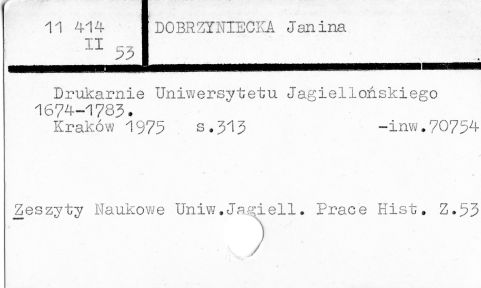 11 414
II
53
DOBRZYNIECKA Janina
Drukarnie Uniwersytetu Jagiellońskiego
1674-1783.
Kraków 1975 s.313 -inw.70754
Zeszyty Naukowe Uniw.Jagiell. Prace Hist. Z.53